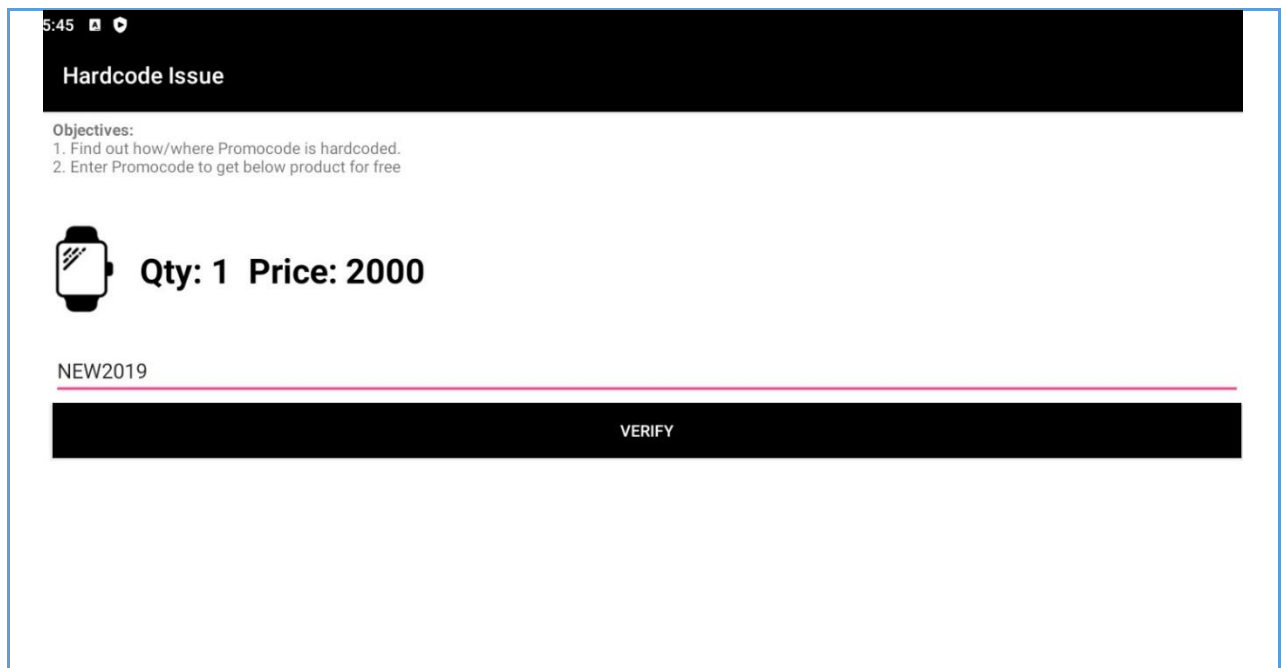 5:45
Hardcode Issue
Objectives:
1. Find out how/where Promocode is hardcoded.
2. Enter Promocode to get below product for free
Qty: 1 Price: 2000
NEW2019
VERIFY